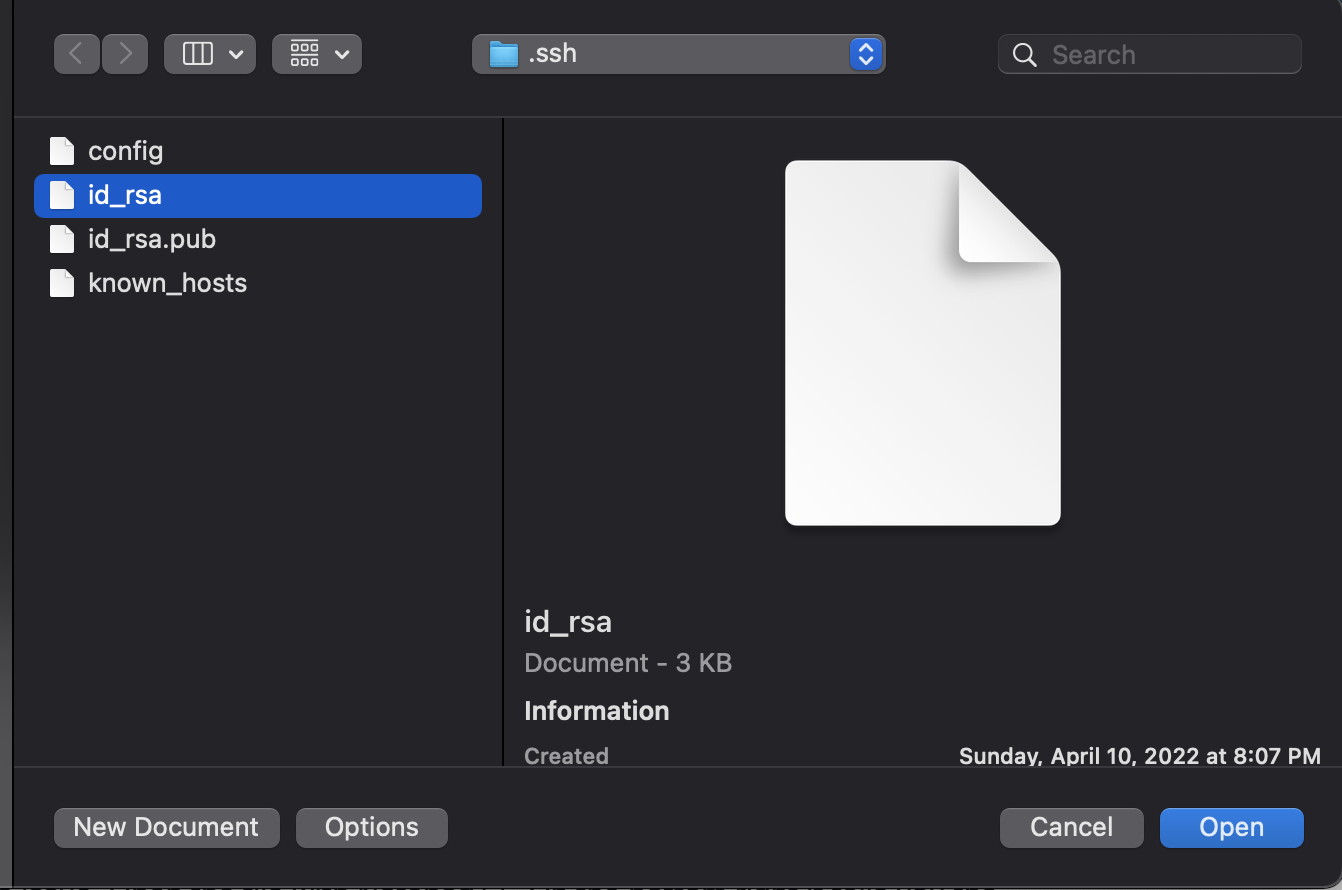 .ssh
Search
config
id_rsa
id_rsa.pub
known_hosts
id_rsa
Document - 3 KB
Information
Created Sunday, April 10, 2022 at 8:07 PM
New Document Options Cancel Open